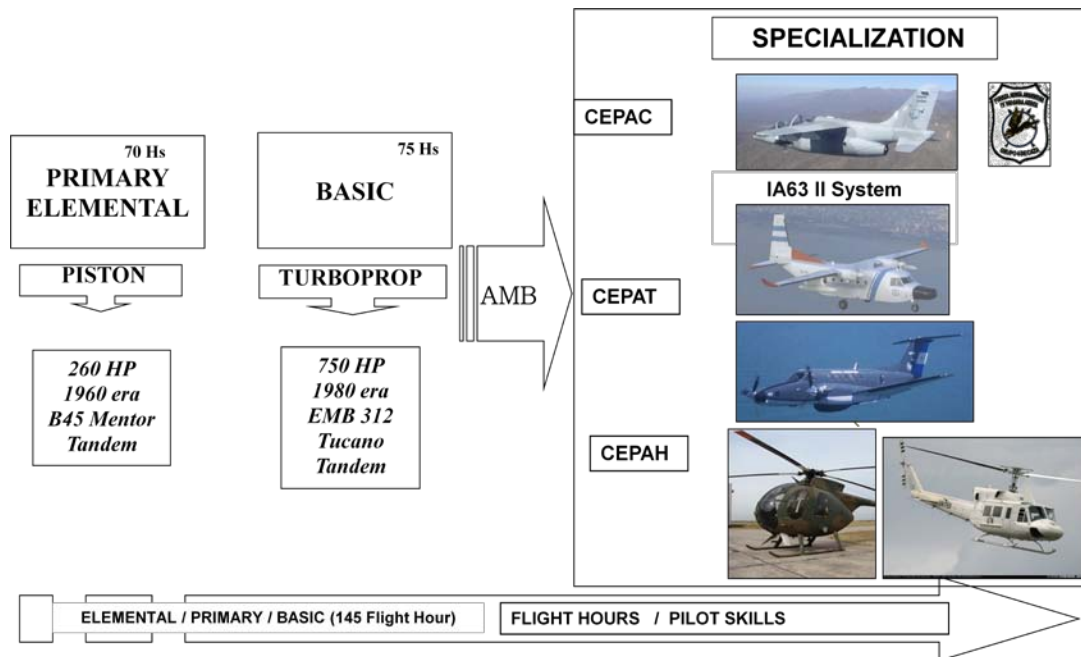 SPECIALIZATION
CEPAC
70 Hs
PRIMARY
ELEMENTAL
75 Hs
BASIC
IA63 II System
PISTON
TURBOPROP
AMB
CEPAT
260 HP
1960 era
B45 Mentor
Tandem
750 HP
1980 era
EMB 312
Tucano
Tandem
CEPAH
ELEMENTAL / PRIMARY / BASIC (145 Flight Hour)
FLIGHT HOURS / PILOT SKILLS